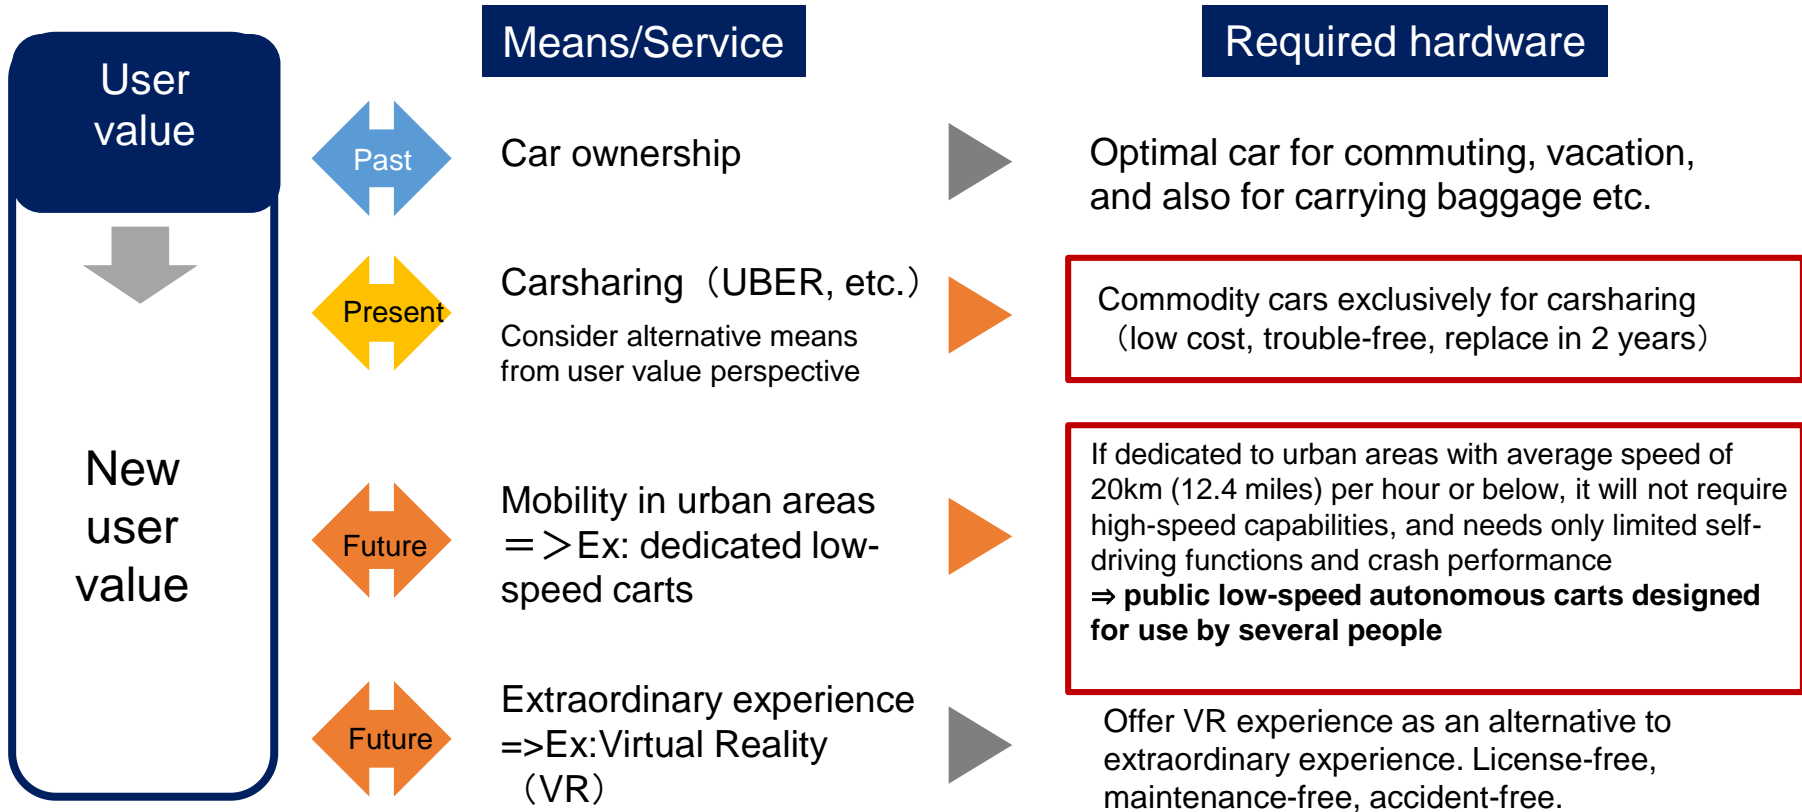 User
value
Means/Service
Required hardware
Past
Car ownership
Optimal car for commuting, vacation,
and also for carrying baggage etc.
Present
Carsharing（UBER, etc.）
Consider alternative means
from user value perspective
Commodity cars exclusively for carsharing
（low cost, trouble-free, replace in 2 years）
New
user
value
Future
Mobility in urban areas
＝＞Ex: dedicated low-
speed carts
If dedicated to urban areas with average speed of
20km (12.4 miles) per hour or below, it will not require
high-speed capabilities, and needs only limited self-
driving functions and crash performance
⇒ public low-speed autonomous carts designed
for use by several people
Future
Extraordinary experience
=>Ex:Virtual Reality
（VR）
Offer VR experience as an alternative to
extraordinary experience. License-free,
maintenance-free, accident-free.